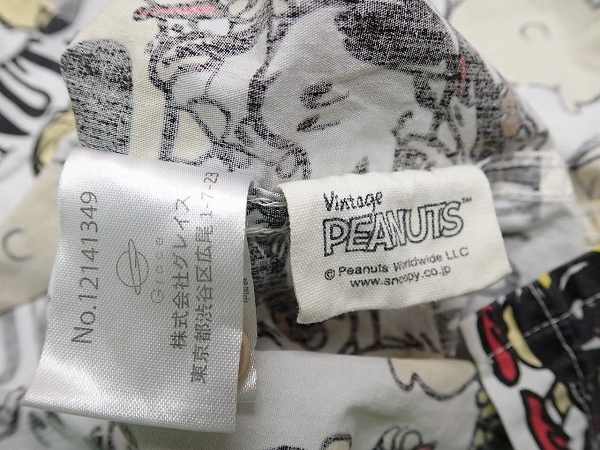 No.12141349
Grace
株式会社グレイス
東京都渋谷区広尾 1-7-23
Vintage
PEANUTS™
© Peanuts Worldwide LLC
www.snoopy.co.jp